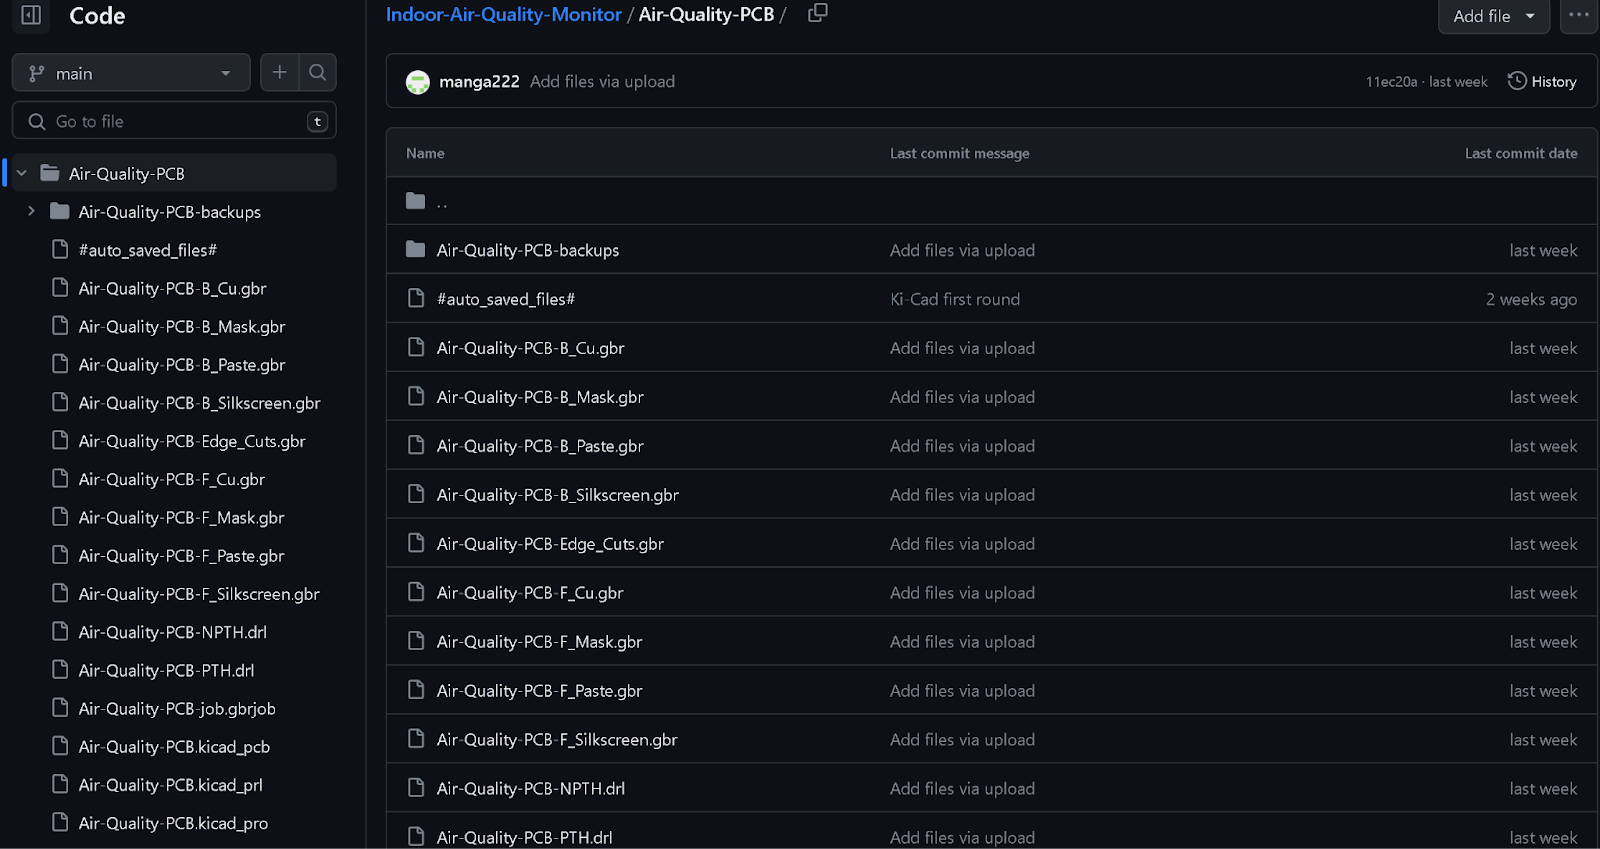 Code
main
Go to file
t
Air-Quality-PCB
Air-Quality-PCB-backups
#auto_saved_files#
Air-Quality-PCB-B_Cu.gbr
Air-Quality-PCB-B_Mask.gbr
Air-Quality-PCB-B_Paste.gbr
Air-Quality-PCB-B_Silkscreen.gbr
Air-Quality-PCB-Edge_Cuts.gbr
Air-Quality-PCB-F_Cu.gbr
Air-Quality-PCB-F_Mask.gbr
Air-Quality-PCB-F_Paste.gbr
Air-Quality-PCB-F_Silkscreen.gbr
Air-Quality-PCB-NPTH.drl
Air-Quality-PCB-PTH.drl
Air-Quality-PCB-job.gbrjob
Air-Quality-PCB.kicad_pcb
Air-Quality-PCB.kicad_prl
Air-Quality-PCB.kicad_pro
Indoor-Air-Quality-Monitor / Air-Quality-PCB /
Add file
manga222 Add files via upload 11ec20a · last week History
Name Last commit message Last commit date
..
Air-Quality-PCB-backups Add files via upload last week
#auto_saved_files# Ki-Cad first round 2 weeks ago
Air-Quality-PCB-B_Cu.gbr Add files via upload last week
Air-Quality-PCB-B_Mask.gbr Add files via upload last week
Air-Quality-PCB-B_Paste.gbr Add files via upload last week
Air-Quality-PCB-B_Silkscreen.gbr Add files via upload last week
Air-Quality-PCB-Edge_Cuts.gbr Add files via upload last week
Air-Quality-PCB-F_Cu.gbr Add files via upload last week
Air-Quality-PCB-F_Mask.gbr Add files via upload last week
Air-Quality-PCB-F_Paste.gbr Add files via upload last week
Air-Quality-PCB-F_Silkscreen.gbr Add files via upload last week
Air-Quality-PCB-NPTH.drl Add files via upload last week
Air-Quality-PCB-PTH.drl Add files via upload last week